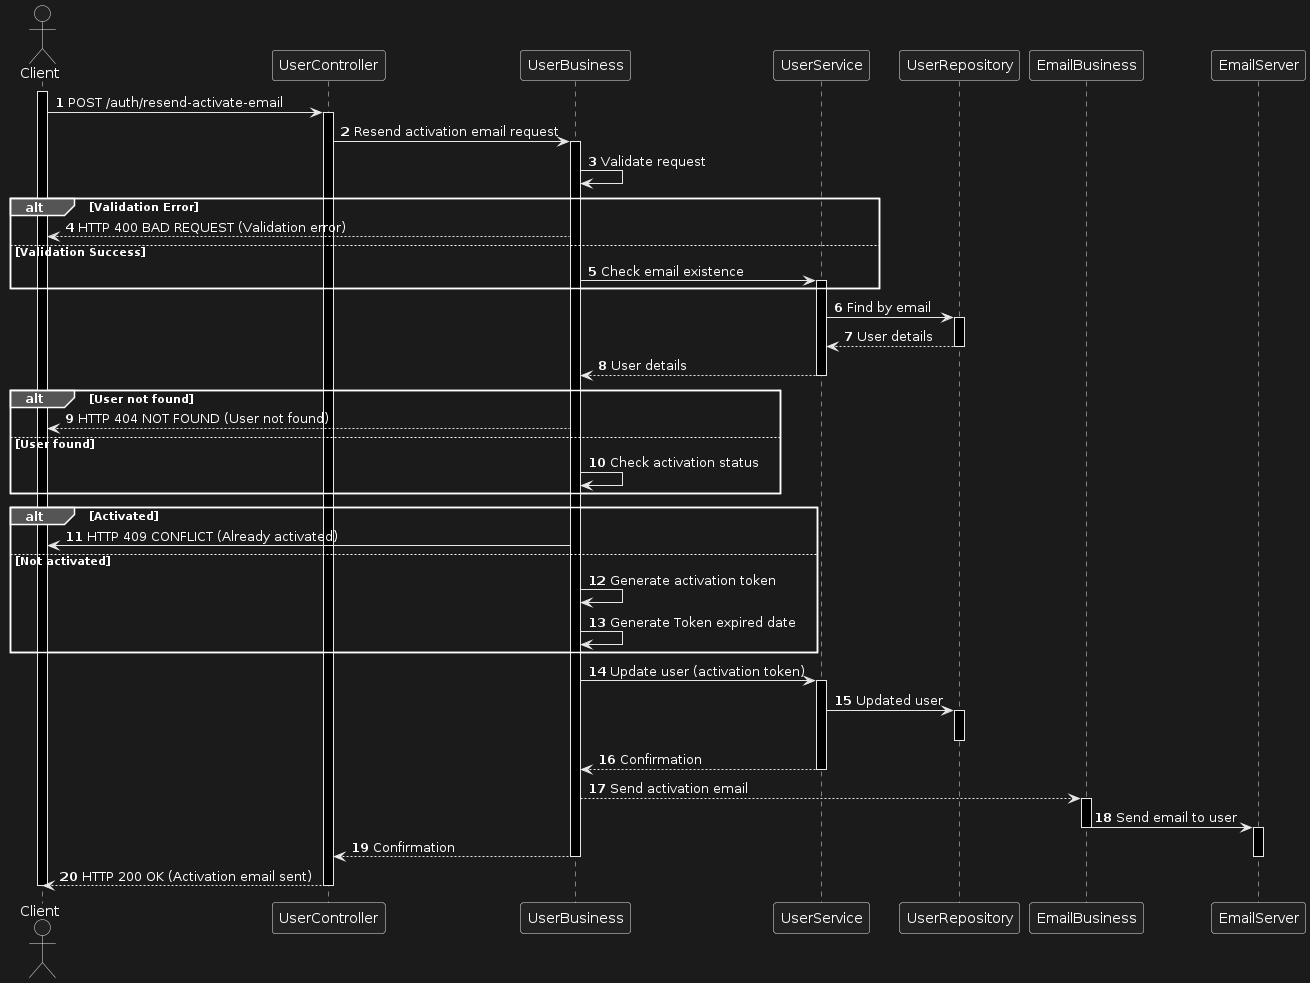 Client
UserController
UserBusiness
UserService
UserRepository
EmailBusiness
EmailServer
1 POST /auth/resend-activate-email
2 Resend activation email request
3 Validate request
alt [Validation Error]
4 HTTP 400 BAD REQUEST (Validation error)
[Validation Success]
5 Check email existence
6 Find by email
7 User details
8 User details
alt [User not found]
9 HTTP 404 NOT FOUND (User not found)
[User found]
10 Check activation status
alt [Activated]
11 HTTP 409 CONFLICT (Already activated)
[Not activated]
12 Generate activation token
13 Generate Token expired date
14 Update user (activation token)
15 Updated user
16 Confirmation
17 Send activation email
18 Send email to user
19 Confirmation
20 HTTP 200 OK (Activation email sent)
Client
UserController
UserBusiness
UserService
UserRepository
EmailBusiness
EmailServer